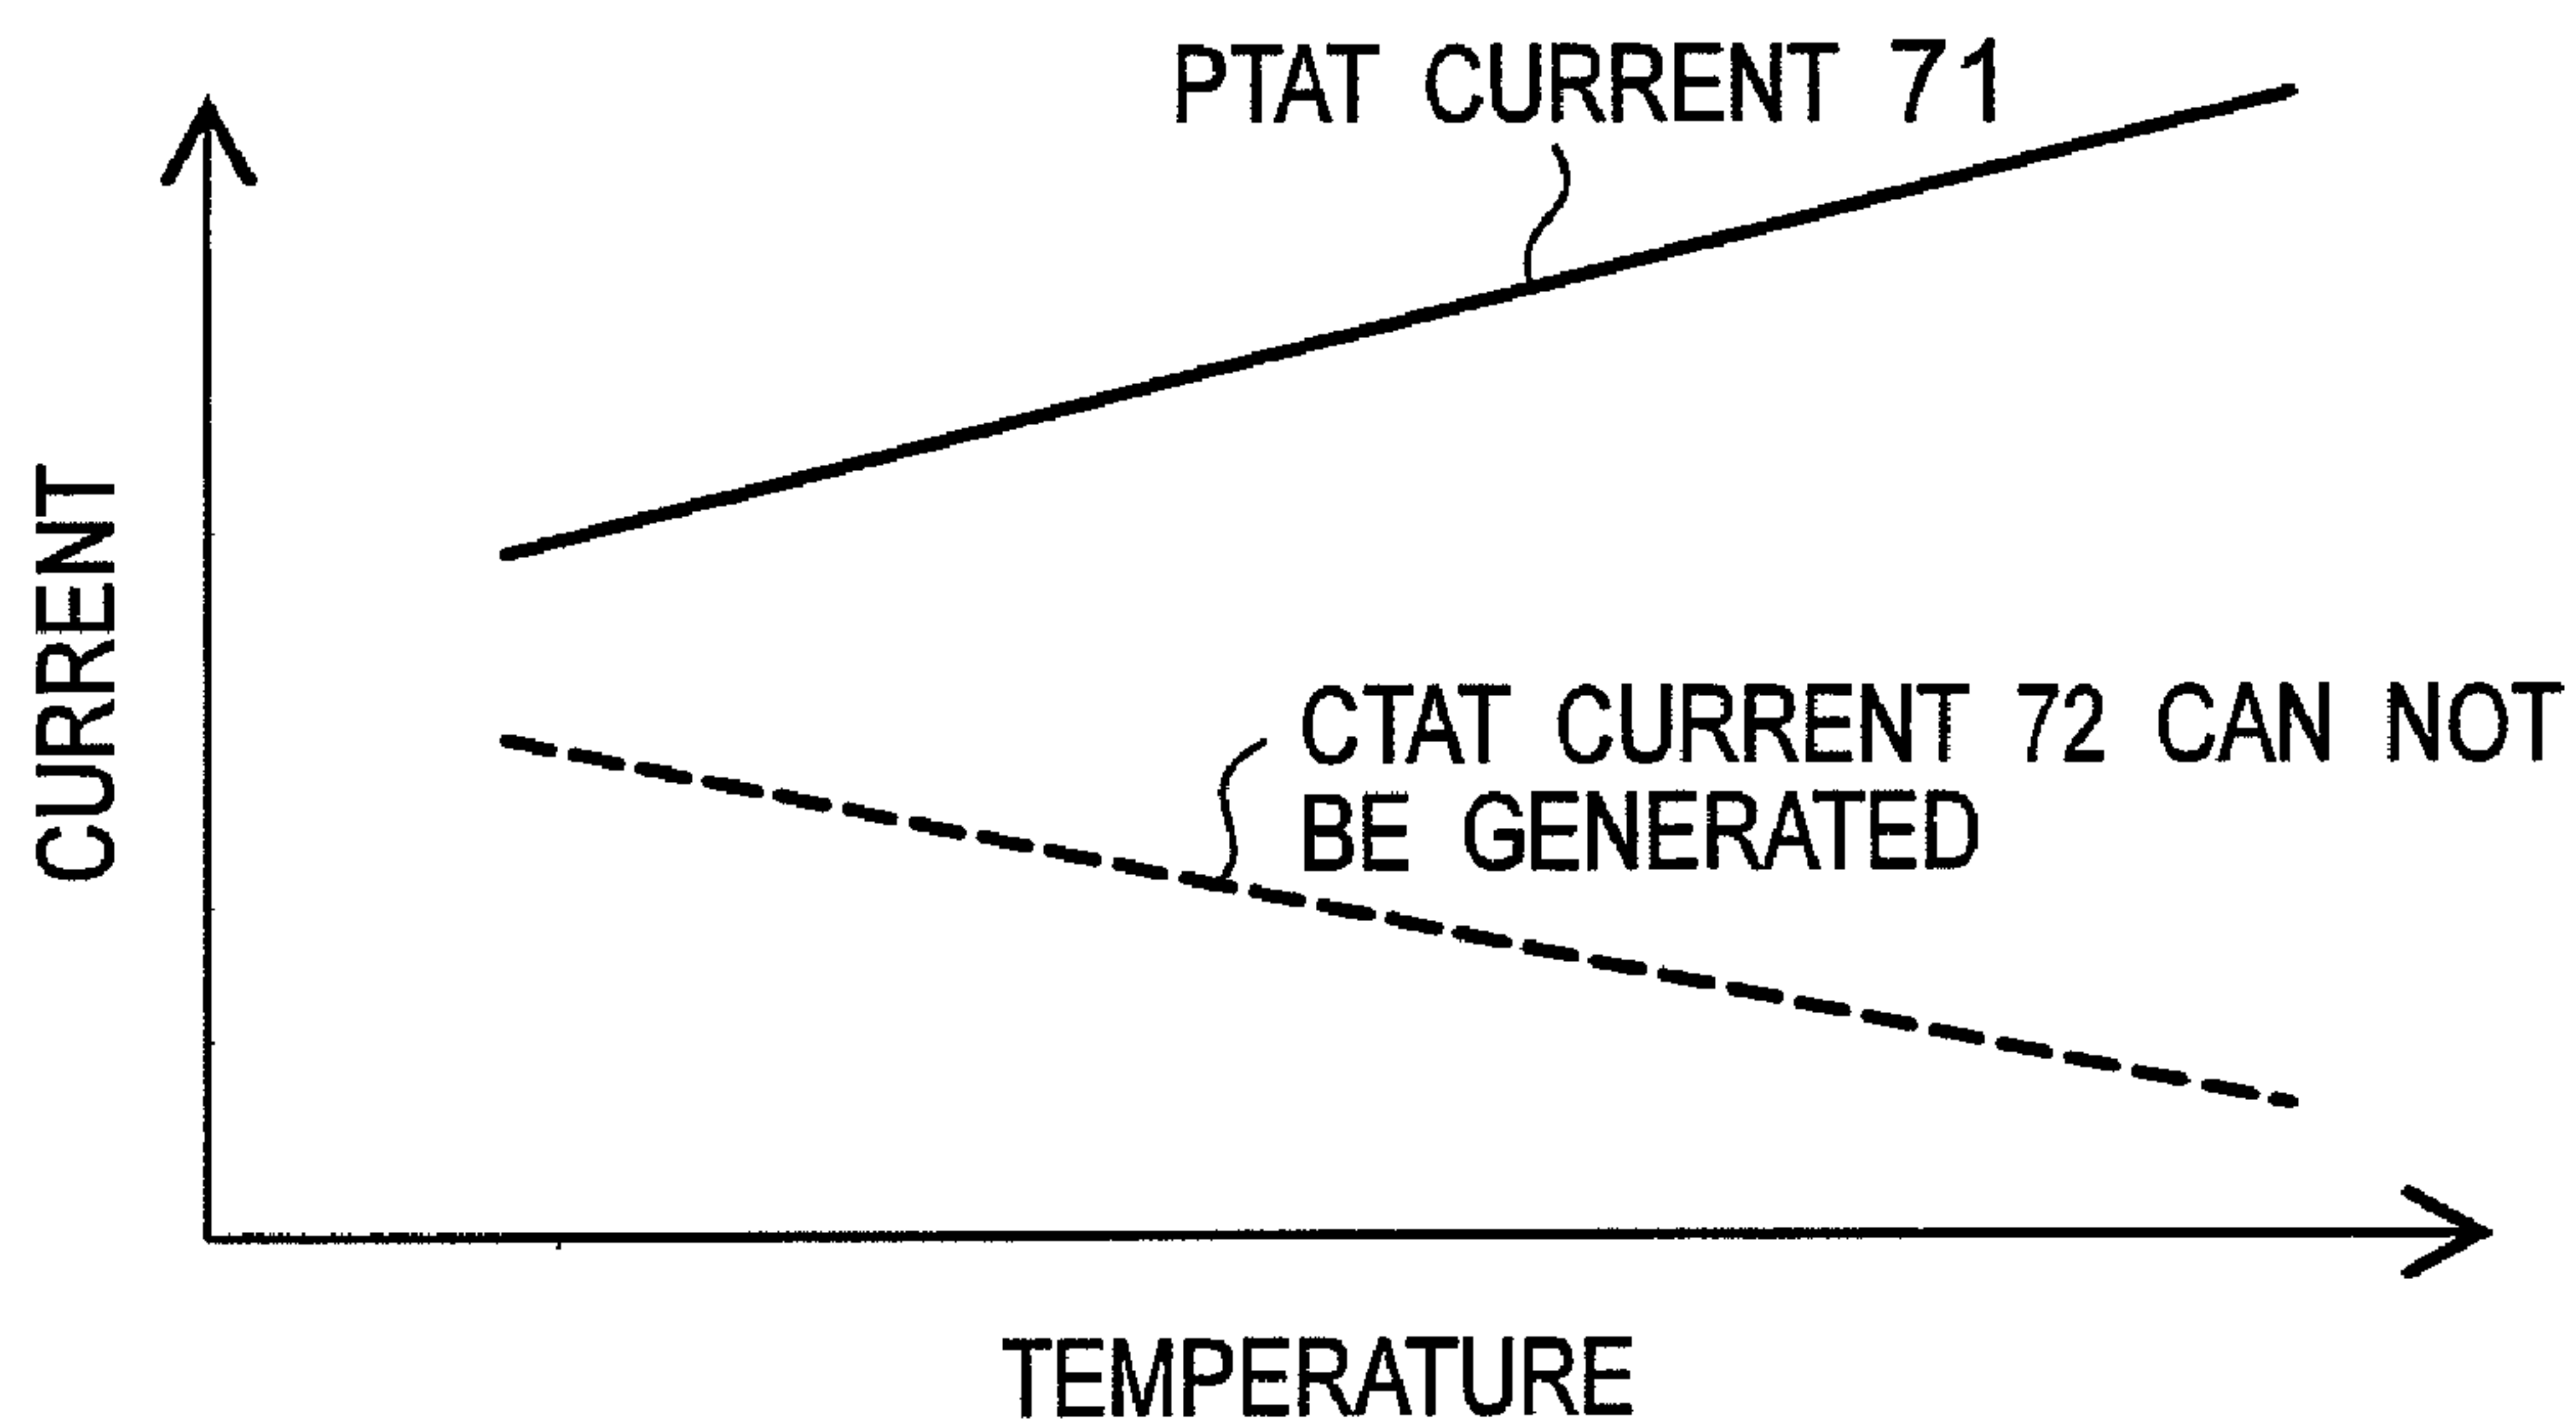 PTAT CURRENT 71
CURRENT
CTAT CURRENT 72 CAN NOT
BE GENERATED
TEMPERATURE